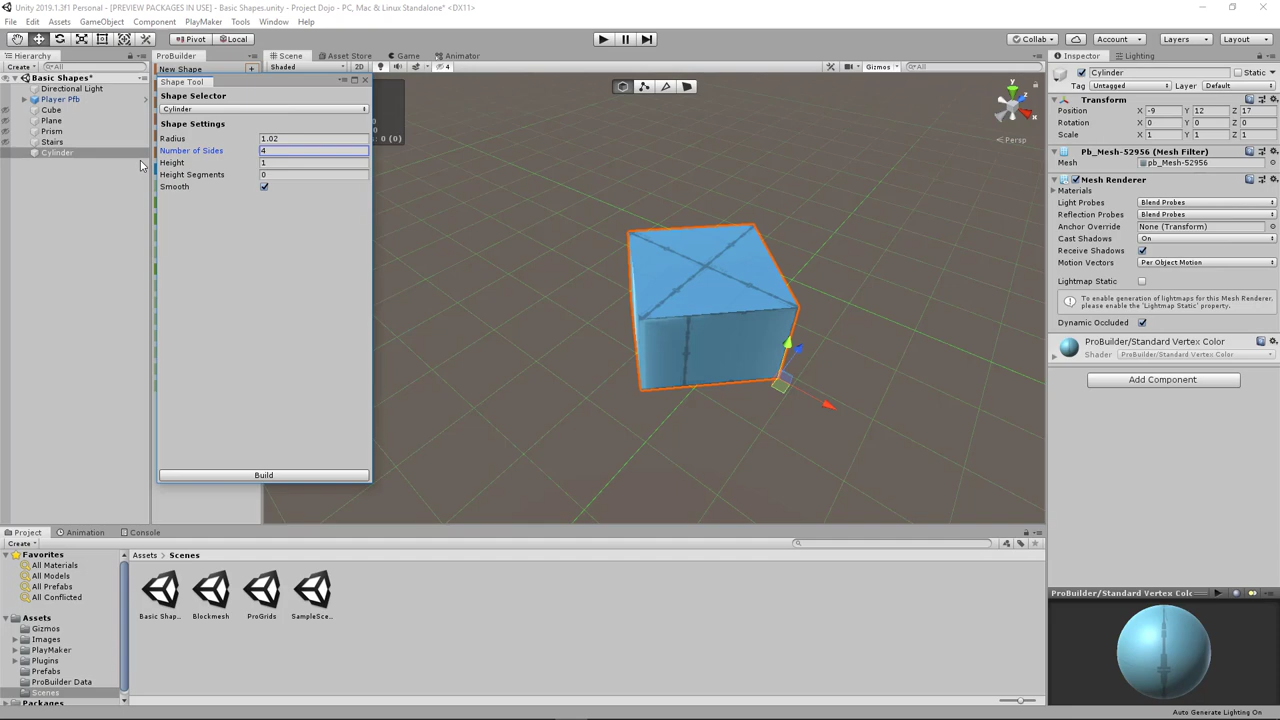 Unity 2019.1.3f1 Personal - [PREVIEW PACKAGES IN USE] - Basic Shapes.unity - Project Dojo - PC, Mac & Linux Standalone* <DX11>
File Edit Assets GameObject Component PlayMaker Tools Window Help
Pivot Local Collab Account Layers Layout
Hierarchy ProBuilder Scene Asset Store Game Animator Inspector Lighting
Create All New Shape Shaded 2D 4 Gizmos All
Cylinder Static
Tag Untagged Layer Default
Basic Shapes*
Directional Light
Player Pfb
Cube
Plane
Prism
Stairs
Cylinder
Shape Tool
Shape Selector
Cylinder
Shape Settings
Radius 1.02
Number of Sides 4
Height 1
Height Segments 0
Smooth
Build
0 (0)
y
Persp
Transform
Position X -9 Y 12 Z 17
Rotation X 0 Y 0 Z 0
Scale X 1 Y 1 Z 1
Pb_Mesh-52956 (Mesh Filter)
Mesh pb_Mesh-52956
Mesh Renderer
Materials
Light Probes Blend Probes
Reflection Probes Blend Probes
Anchor Override None (Transform)
Cast Shadows On
Receive Shadows
Motion Vectors Per Object Motion
Lightmap Static
To enable generation of lightmaps for this Mesh Renderer, please enable the 'Lightmap Static' property.
Dynamic Occluded
ProBuilder/Standard Vertex Color
Shader ProBuilder/Standard Vertex Color
Add Component
Project Animation Console
Create
Favorites
All Materials
All Models
All Prefabs
All Conflicted
Assets
Gizmos
Images
PlayMaker
Plugins
Prefabs
ProBuilder Data
Scenes
Packages
Assets Scenes
Basic Shap... Blockmesh ProGrids SampleSce...
ProBuilder/Standard Vertex Colo
Auto Generate Lighting On